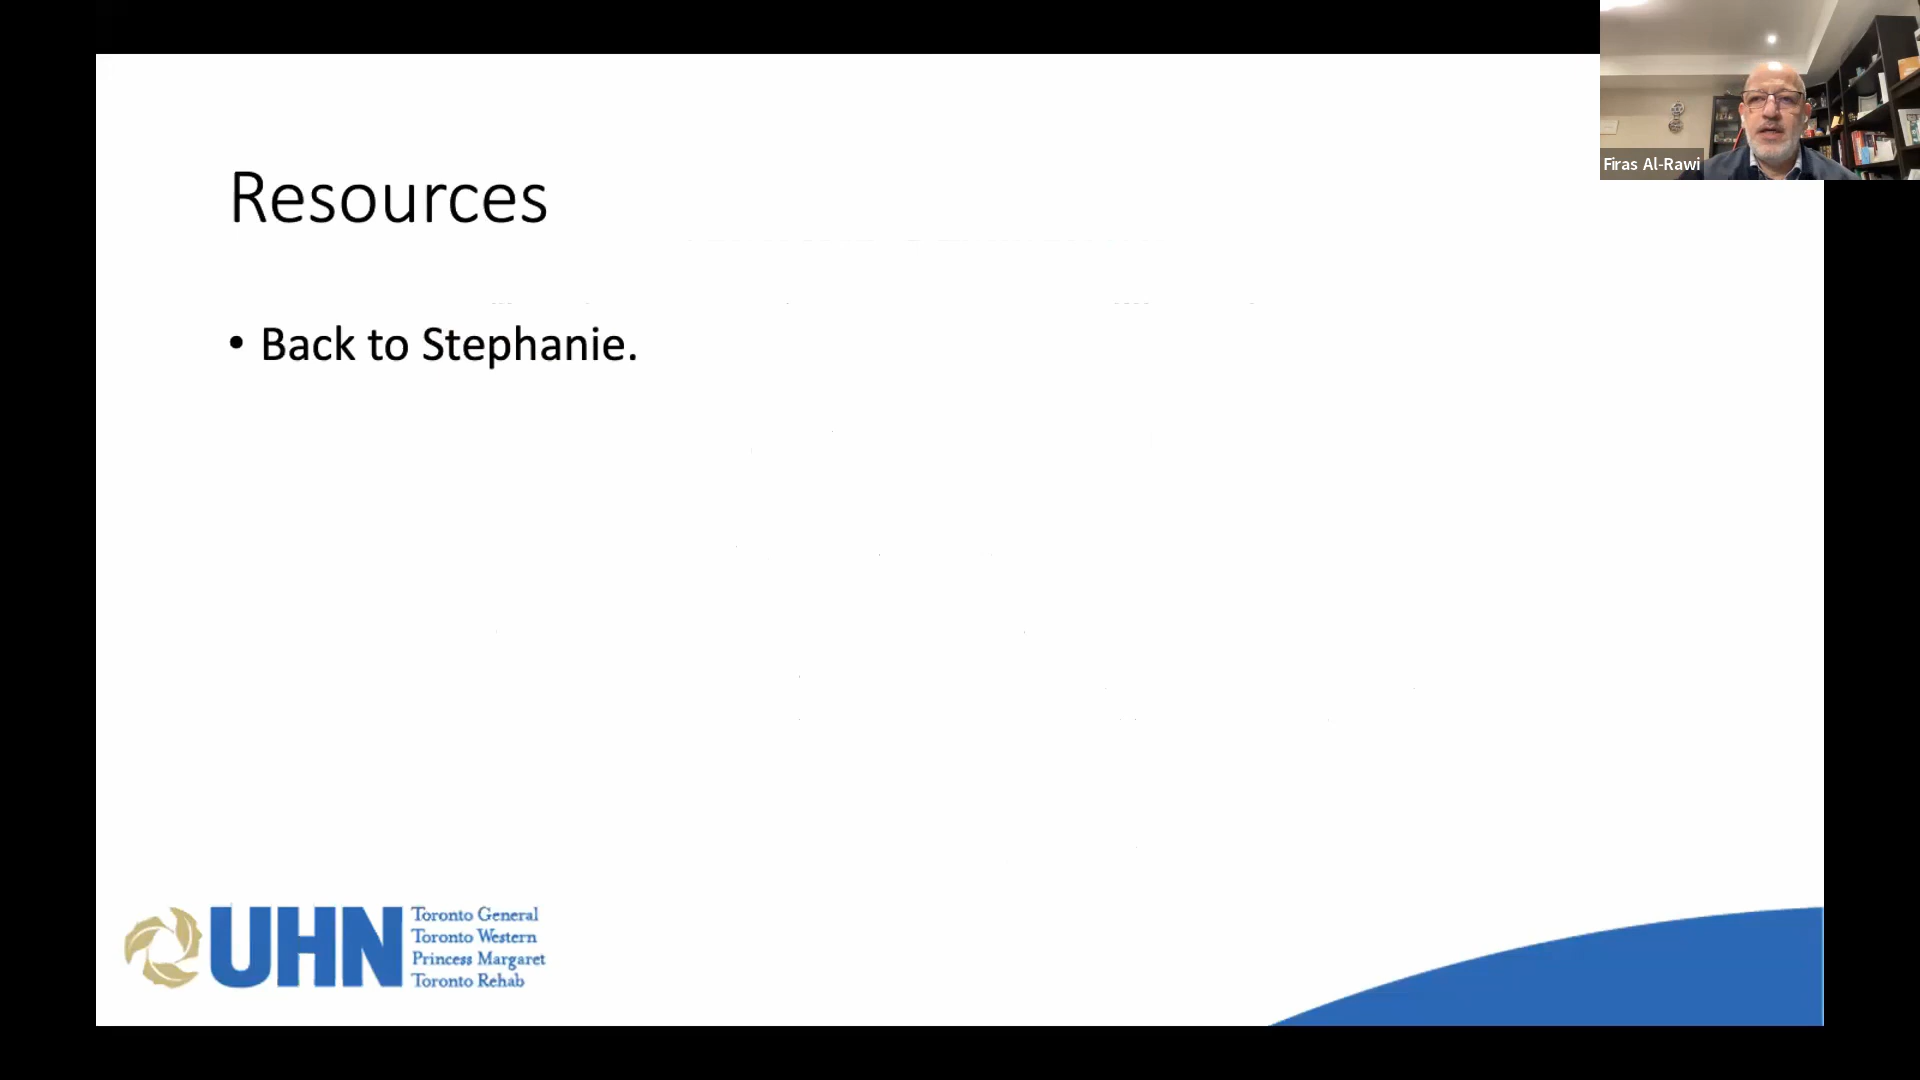 Firas Al-Rawi
Resources
• Back to Stephanie.
UHN
Toronto General
Toronto Western
Princess Margaret
Toronto Rehab